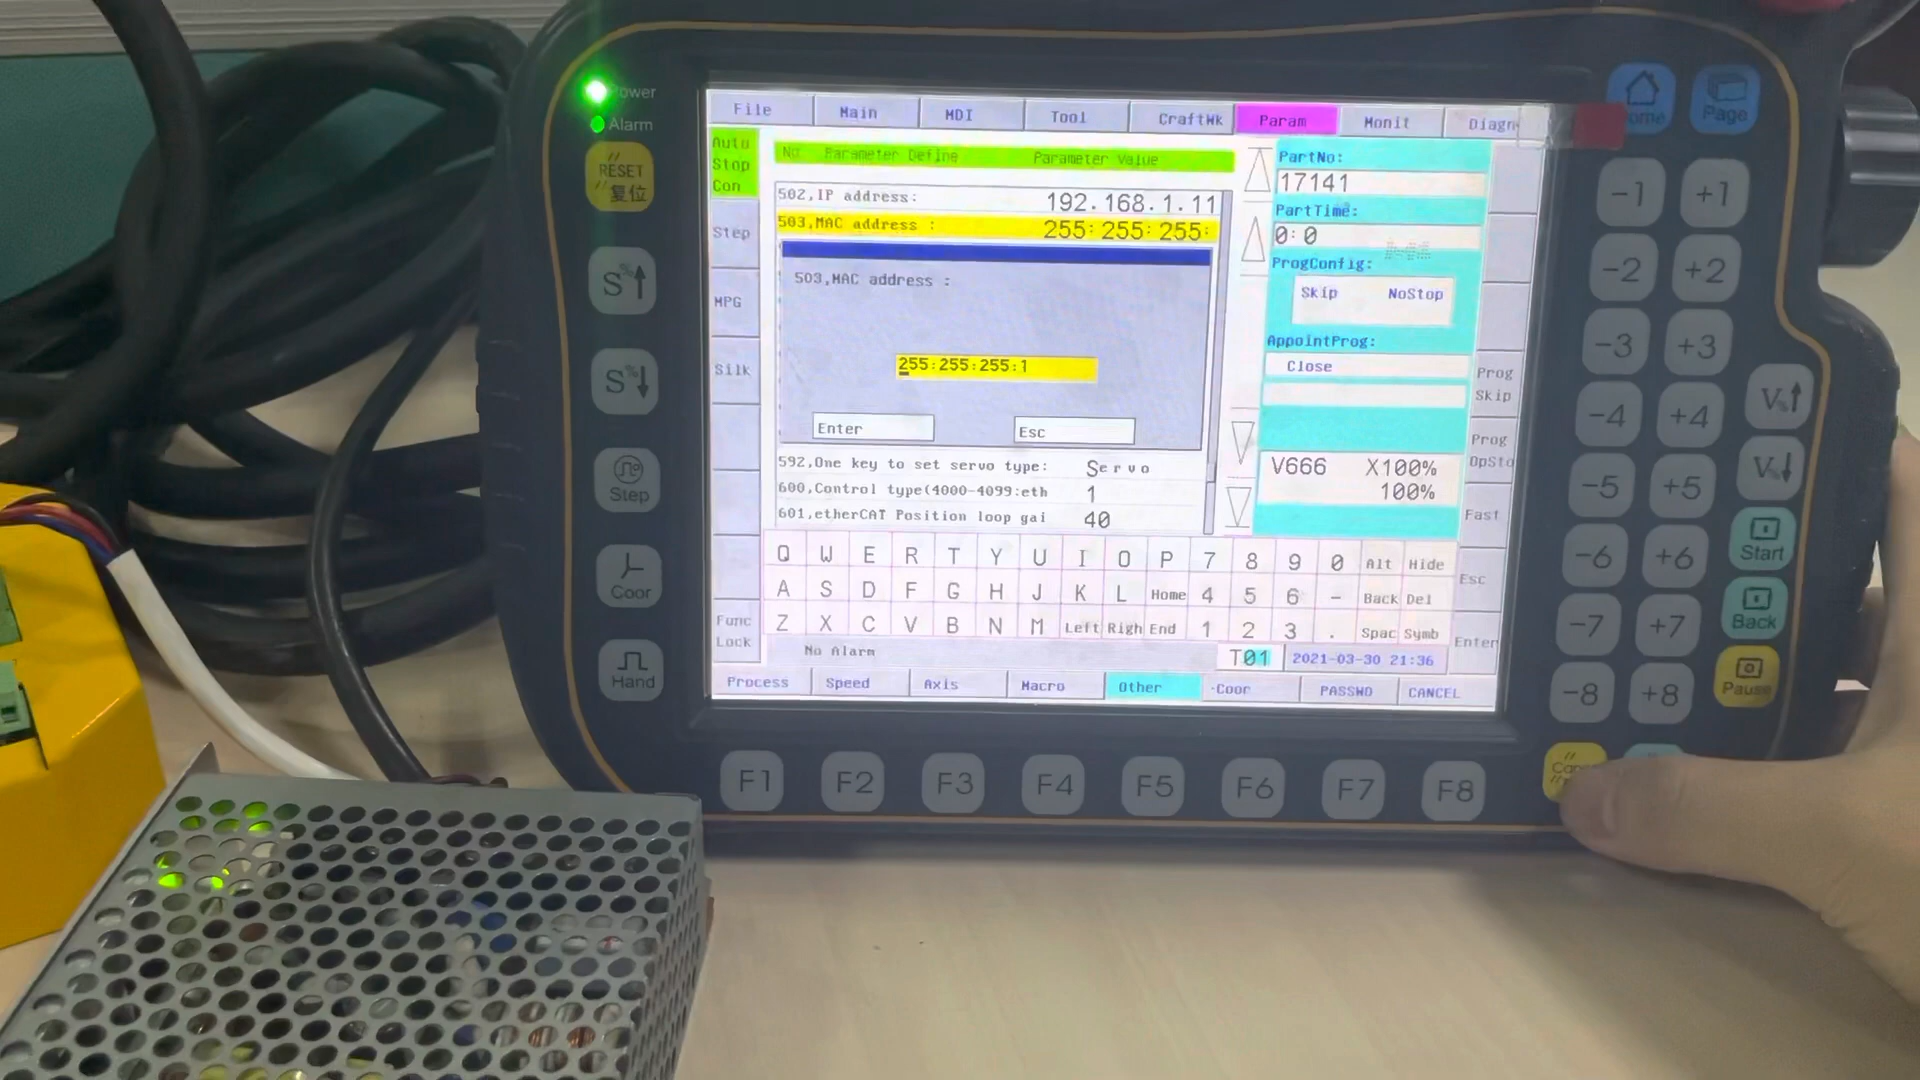 Power
Alarm
RESET
复位
S%↑
S%↓
Step
Coor
Hand
File Main MDI Tool CraftWk Param Monit Diagn
Auto
Stop
Con
Step
MPG
Silk
Func
Lock
No Parameter Define Parameter Value
502,IP address: 192.168.1.11
503,MAC address : 255:255:255:
503,MAC address :
255:255:255:1
Enter Esc
592,One key to set servo type: Servo
600,Control type(4000-4099:eth 1
601,etherCAT Position loop gai 40
PartNo:
17141
PartTime:
0:0
ProgConfig:
Skip NoStop
AppointProg:
Close
V666 X100%
100%
Prog
Skip
Prog
OpSto
Fast
Esc
Enter
Q W E R T Y U I O P 7 8 9 0 Alt Hide
A S D F G H J K L Home 4 5 6 - Back Del
Z X C V B N M Left Righ End 1 2 3 . Spac Symb
No Alarm T01 2021-03-30 21:36
Process Speed Axis Macro Other -Coor PASSWD CANCEL
F1 F2 F3 F4 F5 F6 F7 F8
Page
-1 +1
-2 +2
-3 +3
-4 +4
-5 +5
-6 +6
-7 +7
-8 +8
V%↑
V%↓
Start
Back
Pause